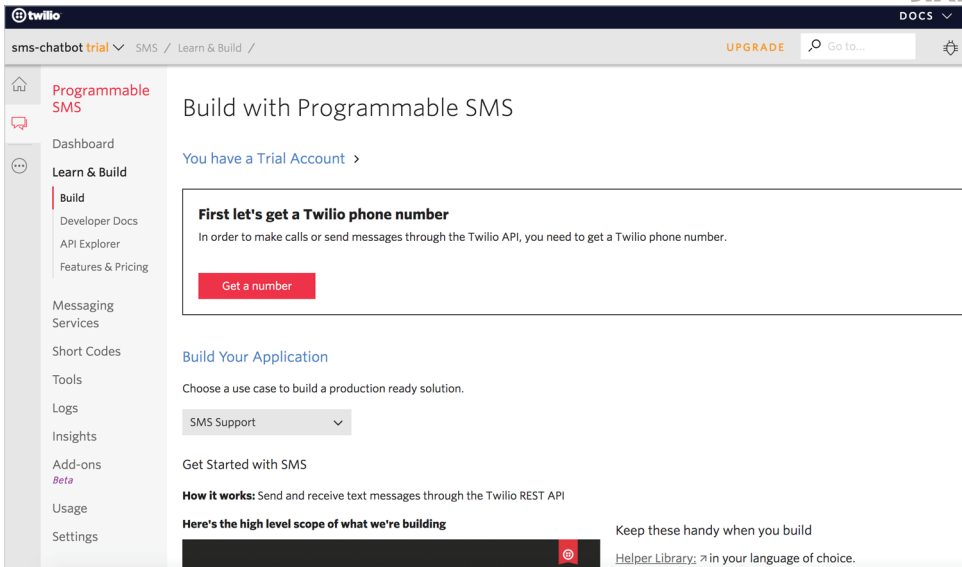 twilio
DOCS
sms-chatbot trial SMS / Learn & Build /
UPGRADE
Go to...
Programmable
SMS
Dashboard
Learn & Build
Build
Developer Docs
API Explorer
Features & Pricing
Messaging
Services
Short Codes
Tools
Logs
Insights
Add-ons
Beta
Usage
Settings
Build with Programmable SMS
You have a Trial Account >
First let's get a Twilio phone number
In order to make calls or send messages through the Twilio API, you need to get a Twilio phone number.
Get a number
Build Your Application
Choose a use case to build a production ready solution.
SMS Support
Get Started with SMS
How it works: Send and receive text messages through the Twilio REST API
Here's the high level scope of what we're building
Keep these handy when you build
Helper Library: in your language of choice.